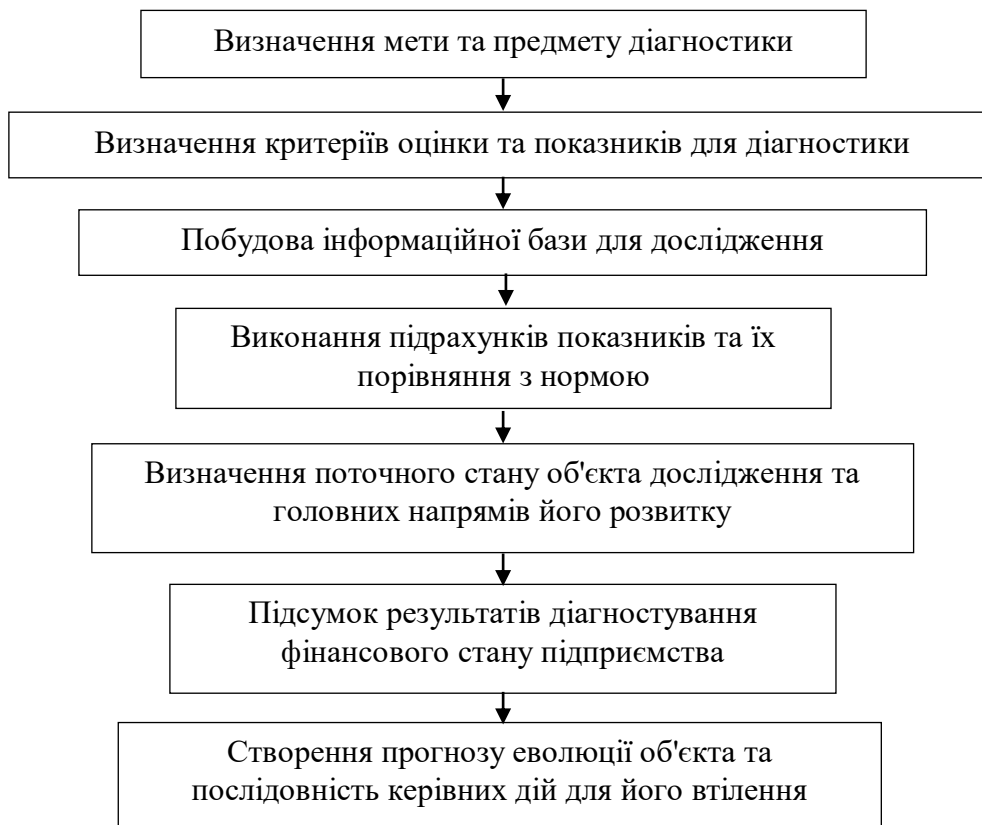 Визначення мети та предмету діагностики
Визначення критеріїв оцінки та показників для діагностики
Побудова інформаційної бази для дослідження
Виконання підрахунків показників та їх
порівняння з нормою
Визначення поточного стану об'єкта дослідження та
головних напрямів його розвитку
Підсумок результатів діагностування
фінансового стану підприємства
Створення прогнозу еволюції об'єкта та
послідовність керівних дій для його втілення